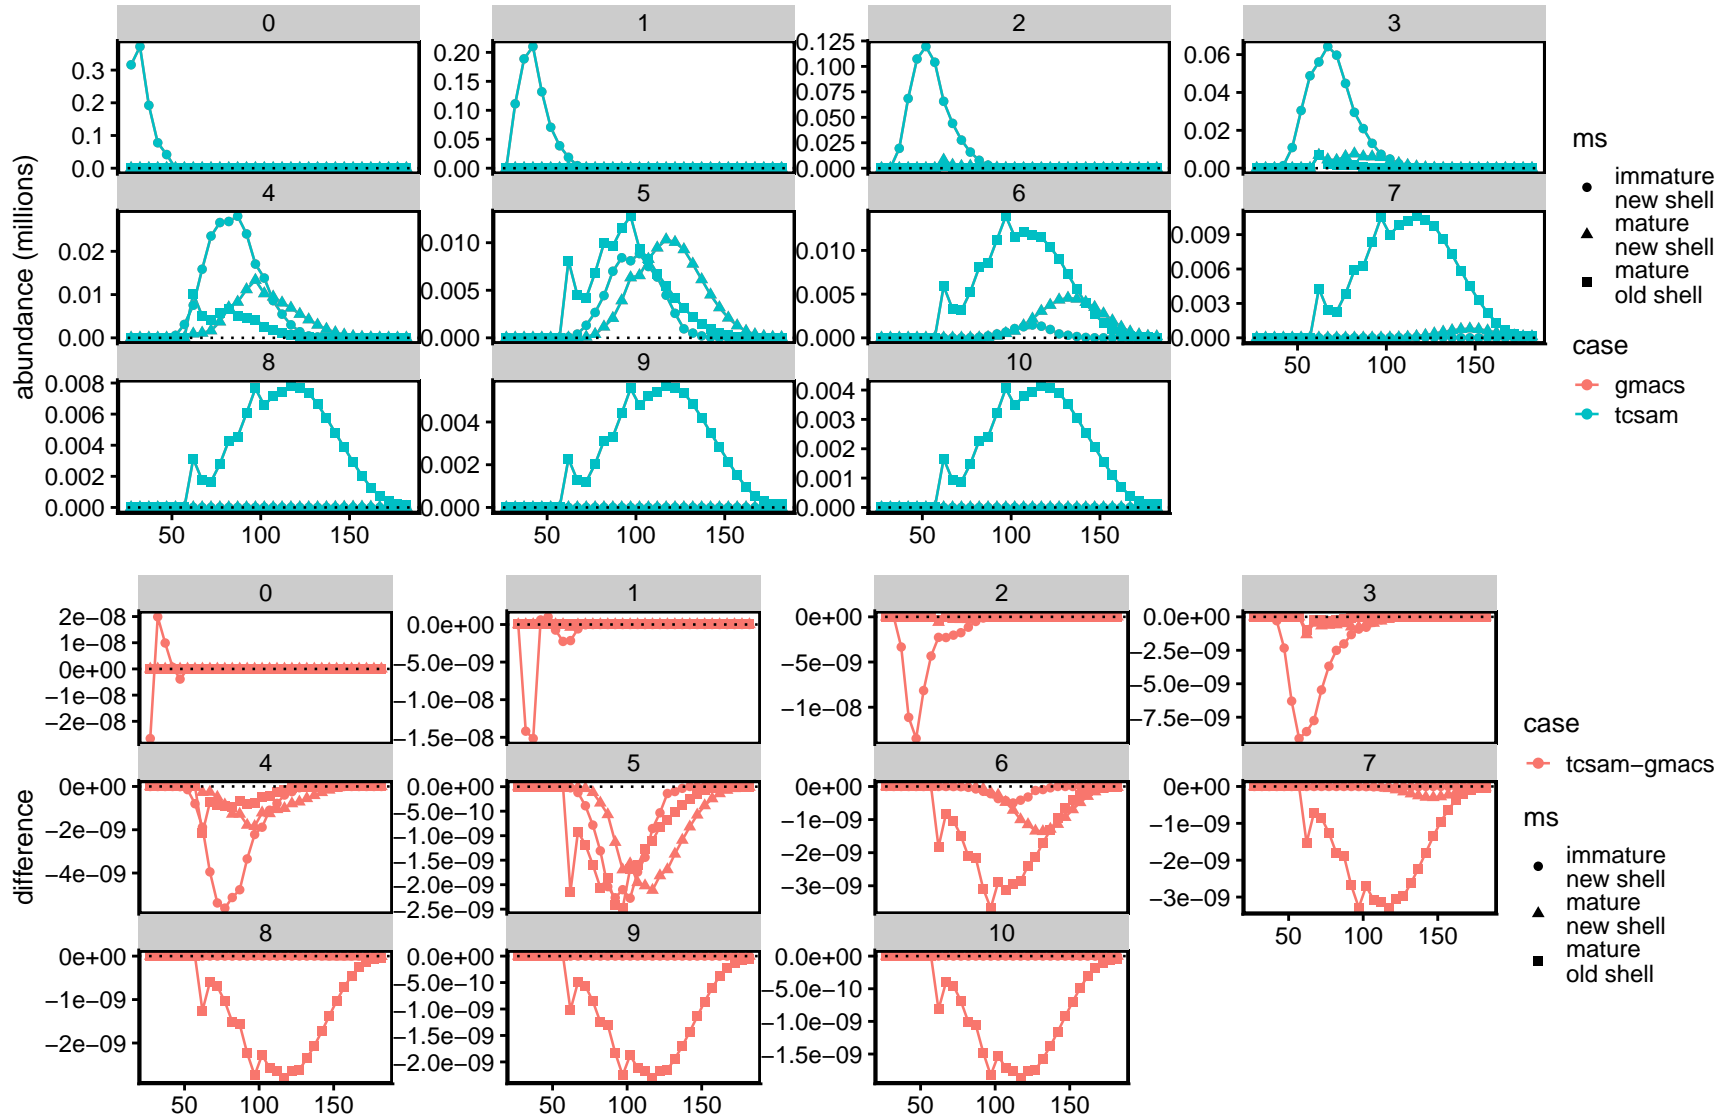 0 1 2 3
0.3
0.2
0.1
0.0
0.20
0.15
0.10
0.05
0.00
0.125
0.100
0.075
0.050
0.025
0.000
0.06
0.04
0.02
0.00
4 5 6 7
0.02
0.01
0.00
0.010
0.005
0.000
0.010
0.005
0.000
0.009
0.006
0.003
0.000
50 100 150
8 9 10
0.008
0.006
0.004
0.002
0.000
0.004
0.002
0.000
0.004
0.003
0.002
0.001
0.000
50 100 150
50 100 150
50 100 150
abundance (millions)
ms
immature
new shell
mature
new shell
mature
old shell
case
gmacs
tcsam
0 1 2 3
2e−08
1e−08
0e+00
−1e−08
−2e−08
0.0e+00
−5.0e−09
−1.0e−08
−1.5e−08
0e+00
−5e−09
−1e−08
0.0e+00
−2.5e−09
−5.0e−09
−7.5e−09
4 5 6 7
0e+00
−2e−09
−4e−09
0.0e+00
−5.0e−10
−1.0e−09
−1.5e−09
−2.0e−09
−2.5e−09
0e+00
−1e−09
−2e−09
−3e−09
0e+00
−1e−09
−2e−09
−3e−09
50 100 150
8 9 10
0e+00
−1e−09
−2e−09
0.0e+00
−5.0e−10
−1.0e−09
−1.5e−09
−2.0e−09
0.0e+00
−5.0e−10
−1.0e−09
−1.5e−09
50 100 150
50 100 150
50 100 150
difference
case
tcsam−gmacs
ms
immature
new shell
mature
new shell
mature
old shell